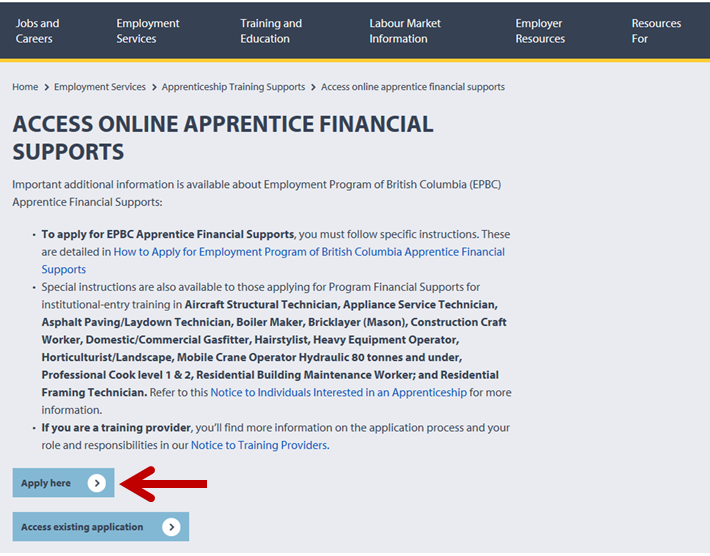 Jobs and Careers
Employment Services
Training and Education
Labour Market Information
Employer Resources
Resources For
Home > Employment Services > Apprenticeship Training Supports > Access online apprentice financial supports
ACCESS ONLINE APPRENTICE FINANCIAL
SUPPORTS
Important additional information is available about Employment Program of British Columbia (EPBC)
Apprentice Financial Supports:
• To apply for EPBC Apprentice Financial Supports, you must follow specific instructions. These
are detailed in How to Apply for Employment Program of British Columbia Apprentice Financial
Supports
• Special instructions are also available to those applying for Program Financial Supports for
institutional-entry training in Aircraft Structural Technician, Appliance Service Technician,
Asphalt Paving/Laydown Technician, Boiler Maker, Bricklayer (Mason), Construction Craft
Worker, Domestic/Commercial Gasfitter, Hairstylist, Heavy Equipment Operator,
Horticulturist/Landscape, Mobile Crane Operator Hydraulic 80 tonnes and under,
Professional Cook level 1 & 2, Residential Building Maintenance Worker; and Residential
Framing Technician. Refer to this Notice to Individuals Interested in an Apprenticeship for more
information.
• If you are a training provider, you'll find more information on the application process and your
role and responsibilities in our Notice to Training Providers.
Apply here
Access existing application